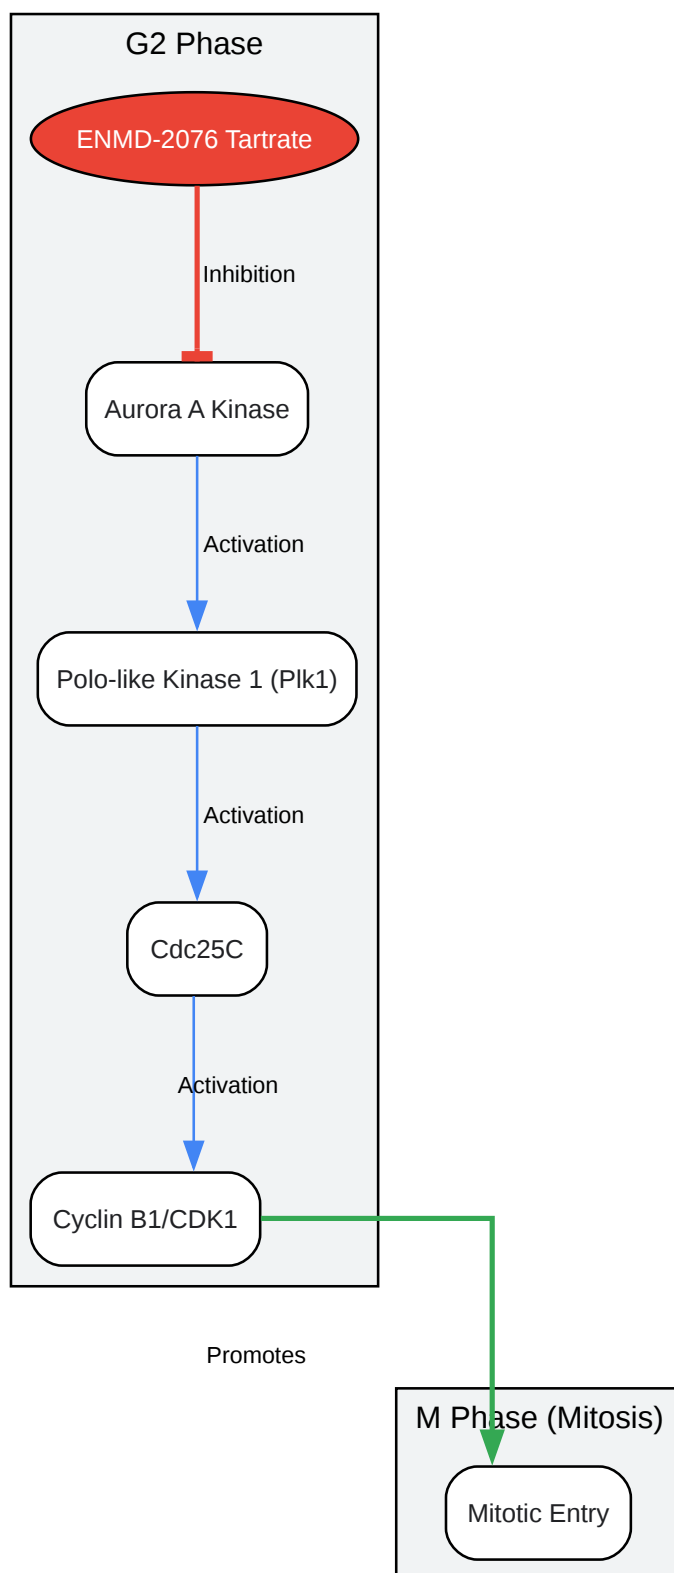 G2 Phase
ENMD-2076 Tartrate
Inhibition
Aurora A Kinase
Activation
Polo-like Kinase 1 (Plk1)
Activation
Cdc25C
Activation
Cyclin B1/CDK1
Promotes
M Phase (Mitosis)
Mitotic Entry